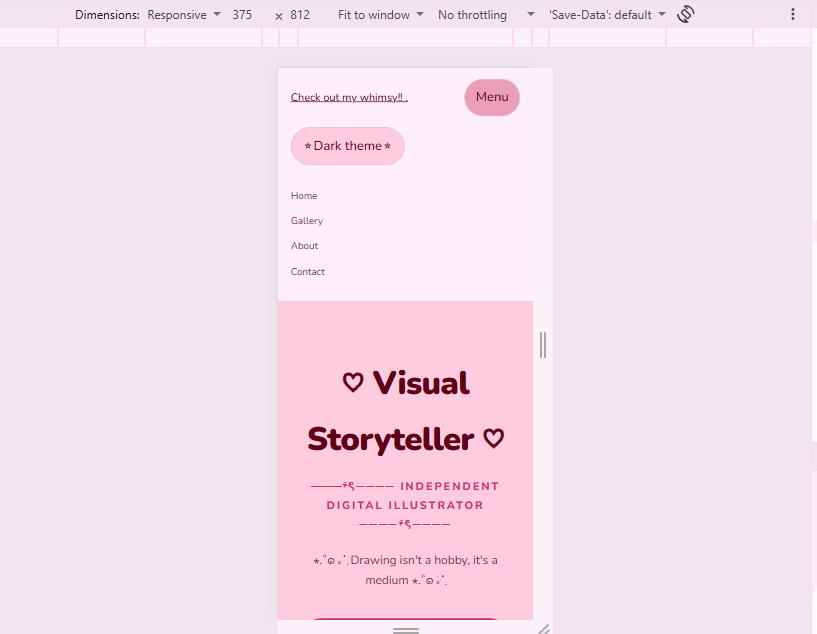 Dimensions: Responsive 375 × 812 Fit to window No throttling 'Save-Data': default
Check out my whimsy!! .
Menu
⭐Dark theme⭐
Home
Gallery
About
Contact
♡ Visual
Storyteller ♡
INDEPENDENT
DIGITAL ILLUSTRATOR
Drawing isn't a hobby, it's a
medium